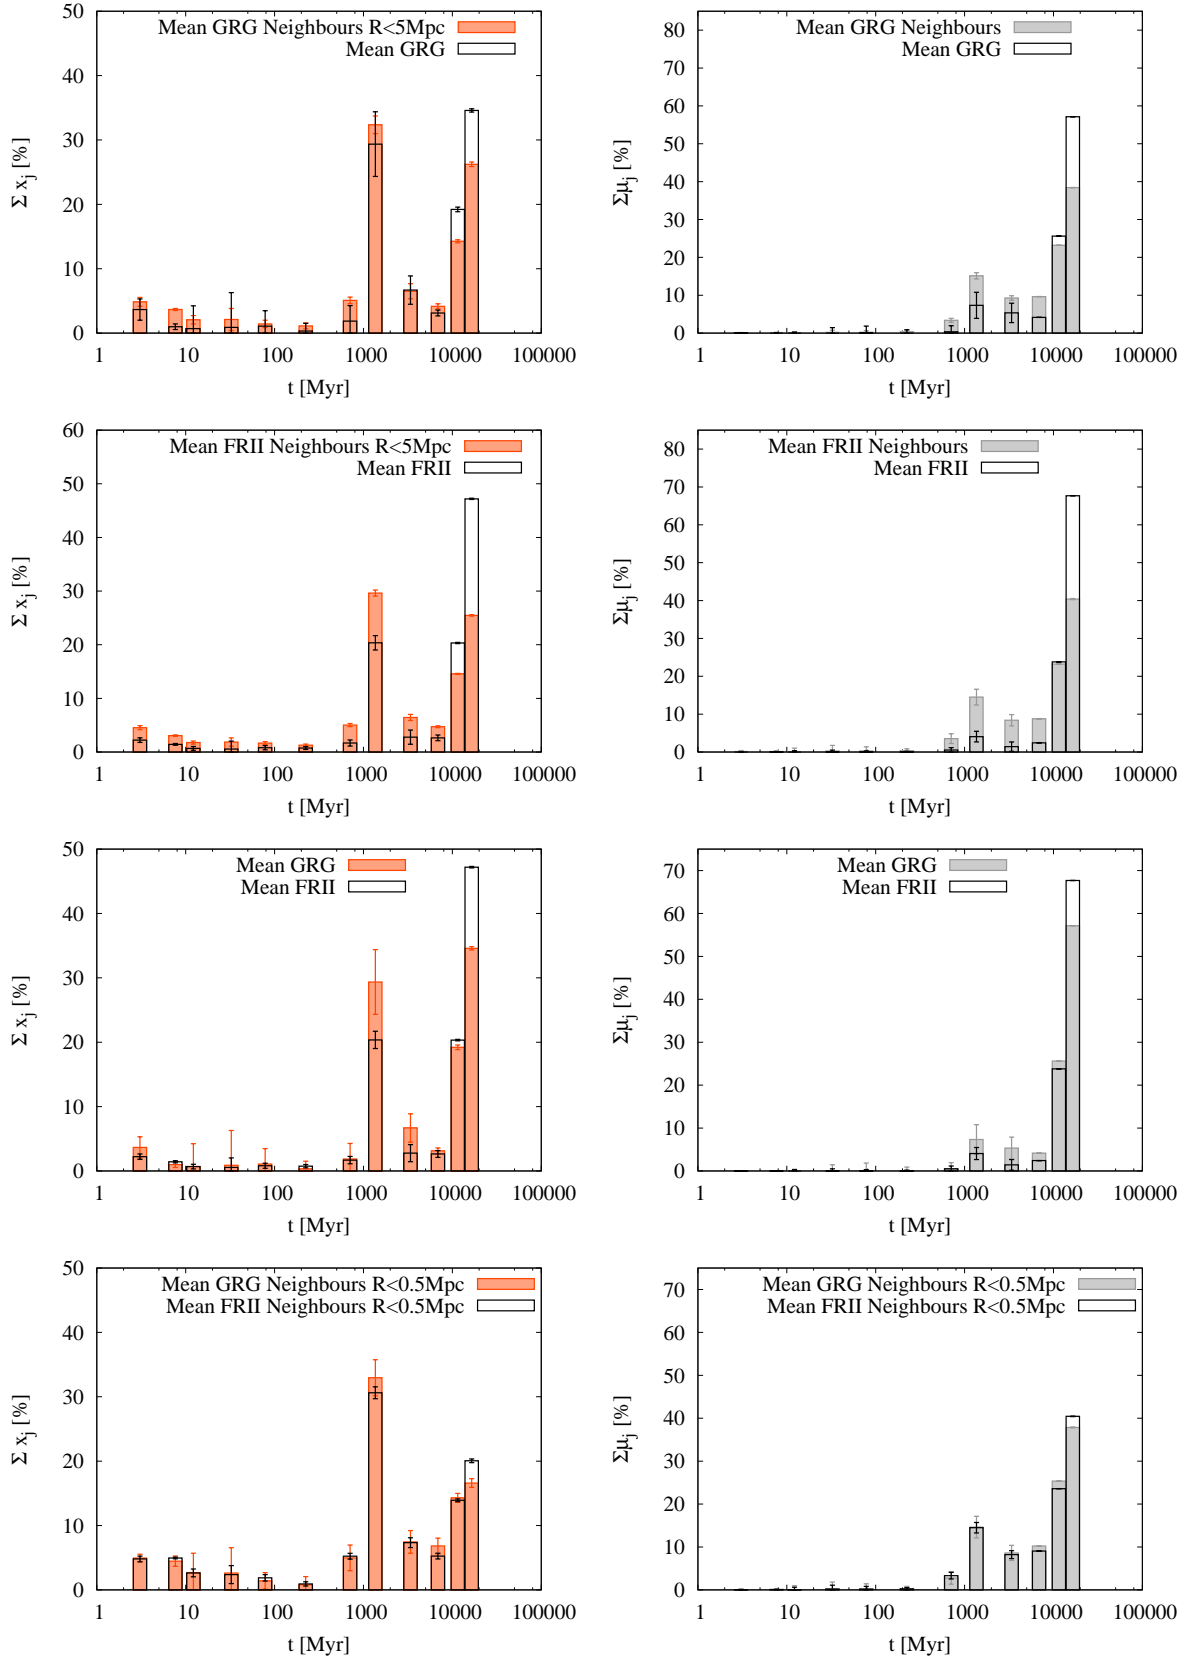 Mean GRG Neighbours R<5Mpc
Mean GRG
50
40
30
20
10
0
Σ x_j [%]
1 10 100 1000 10000 100000
t [Myr]
Mean GRG Neighbours
Mean GRG
80
70
60
50
40
30
20
10
0
Σμ_j [%]
1 10 100 1000 10000 100000
t [Myr]
Mean FRII Neighbours R<5Mpc
Mean FRII
60
50
40
30
20
10
0
Σ x_j [%]
1 10 100 1000 10000 100000
t [Myr]
Mean FRII Neighbours
Mean FRII
80
70
60
50
40
30
20
10
0
Σμ_j [%]
1 10 100 1000 10000 100000
t [Myr]
Mean GRG
Mean FRII
50
40
30
20
10
0
Σ x_j [%]
1 10 100 1000 10000 100000
t [Myr]
Mean GRG
Mean FRII
70
60
50
40
30
20
10
0
Σμ_j [%]
1 10 100 1000 10000 100000
t [Myr]
Mean GRG Neighbours R<0.5Mpc
Mean FRII Neighbours R<0.5Mpc
50
40
30
20
10
0
Σ x_j [%]
1 10 100 1000 10000 100000
t [Myr]
Mean GRG Neighbours R<0.5Mpc
Mean FRII Neighbours R<0.5Mpc
70
60
50
40
30
20
10
0
Σμ_j [%]
1 10 100 1000 10000 100000
t [Myr]